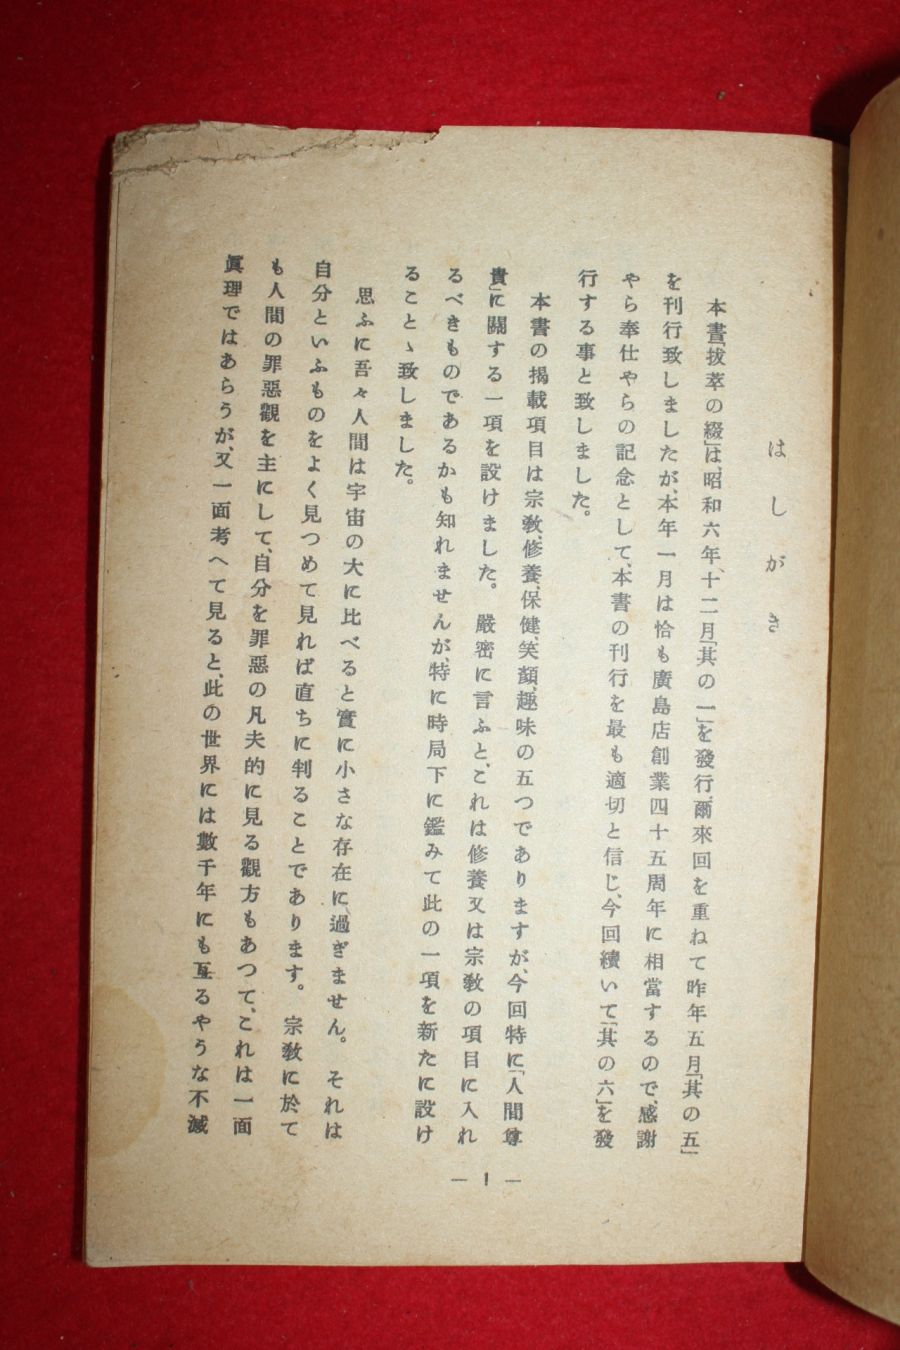 はしがき
本書「拔萃の綴」は、昭和六年、十二月「其の一」を發行、爾來回を重ねて昨年五月「其の五」
を刊行致しましたが、本年一月は恰も廣島店創業四十五周年に相當するので、感謝
やら奉仕やらの記念として、本書の刊行を最も適切と信じ、今回續いて「其の六」を發
行する事と致しました。
本書の揭載項目は宗敎、修養、保健、笑顏、趣味の五つでありますが、今回特に「人間尊
貴」に關する一項を設けました。嚴密に言ふと、これは修養又は宗敎の項目に入れ
るべきものであるかも知れませんが、特に時局下に鑑みて此の一項を新たに設け
ることゝ致しました。
思ふに吾々人間は宇宙の大に比べると實に小さな存在に過ぎません。それは
自分といふものをよく見つめて見れば直ちに判ることであります。宗敎に於て
も人間の罪惡觀を主にして、自分を罪惡の凡夫的に見る觀方もあつて、これは一面
眞理ではあらうが、又一面考へて見ると、此の世界には數千年にも亙るやうな不滅
— 1 —